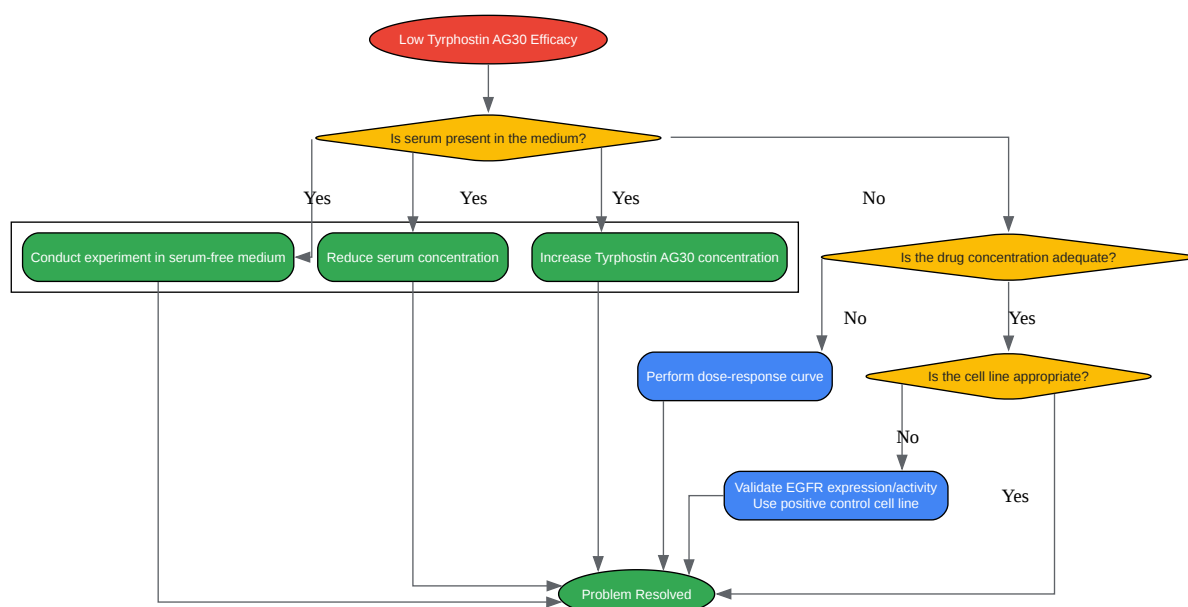 Low Tyrphostin AG30 Efficacy
Is serum present in the medium?
Yes
Yes
Yes
No
Conduct experiment in serum-free medium
Reduce serum concentration
Increase Tyrphostin AG30 concentration
Is the drug concentration adequate?
No
Yes
Perform dose-response curve
Is the cell line appropriate?
No
Validate EGFR expression/activity
Use positive control cell line
Yes
Problem Resolved